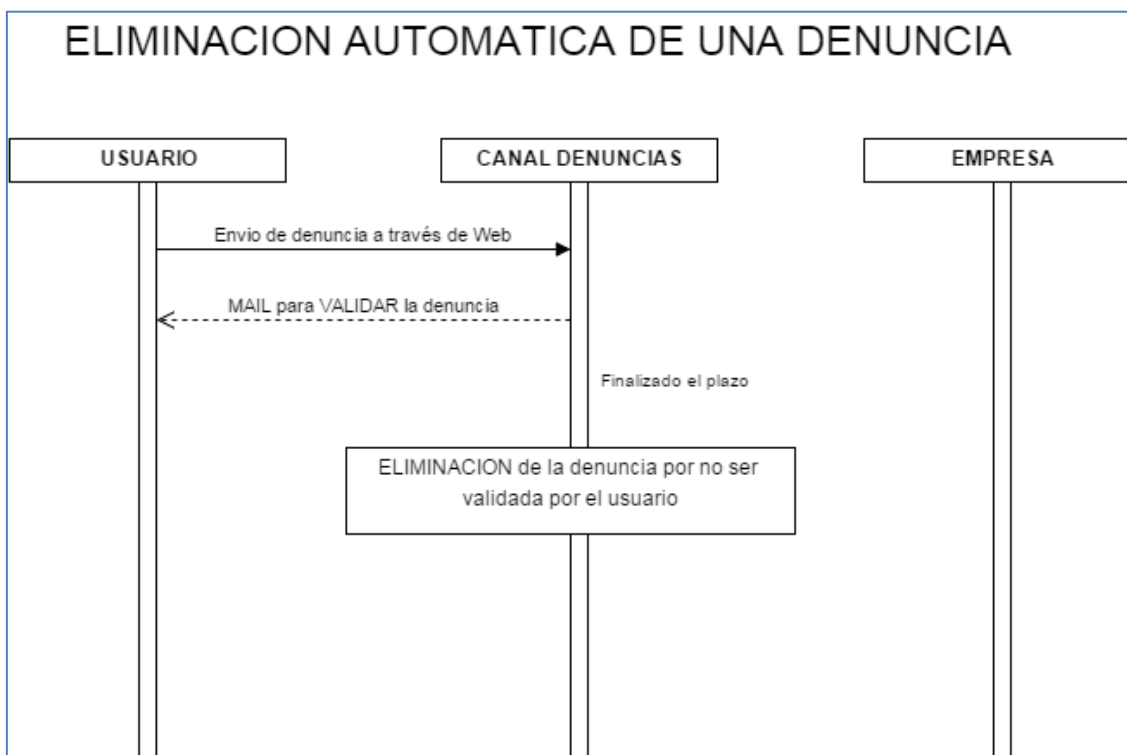 ELIMINACION AUTOMATICA DE UNA DENUNCIA
USUARIO
CANAL DENUNCIAS
EMPRESA
Envio de denuncia a través de Web
MAIL para VALIDAR la denuncia
Finalizado el plazo
ELIMINACION de la denuncia por no ser
validada por el usuario